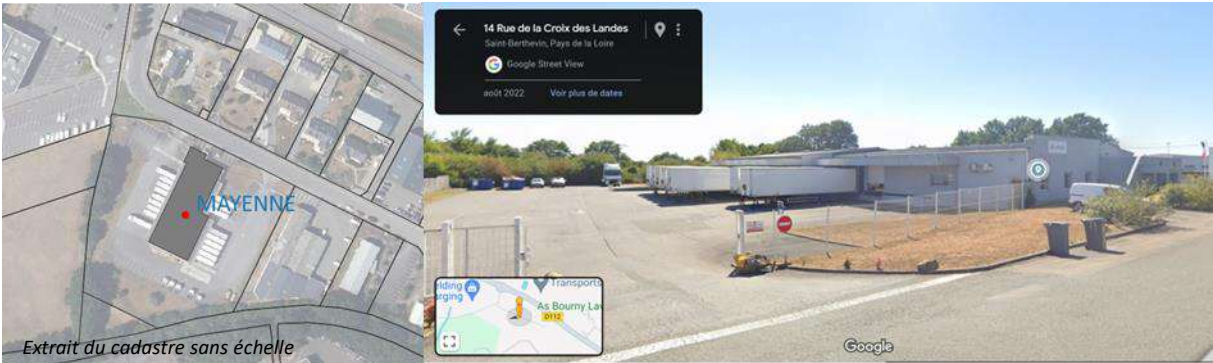 MAYENNE
Extrait du cadastre sans échelle
14 Rue de la Croix des Landes
Saint-Berthevin, Pays de la Loire
Google Street View
août 2022 Voir plus de dates
Transports
As Bourny La
D112
Google